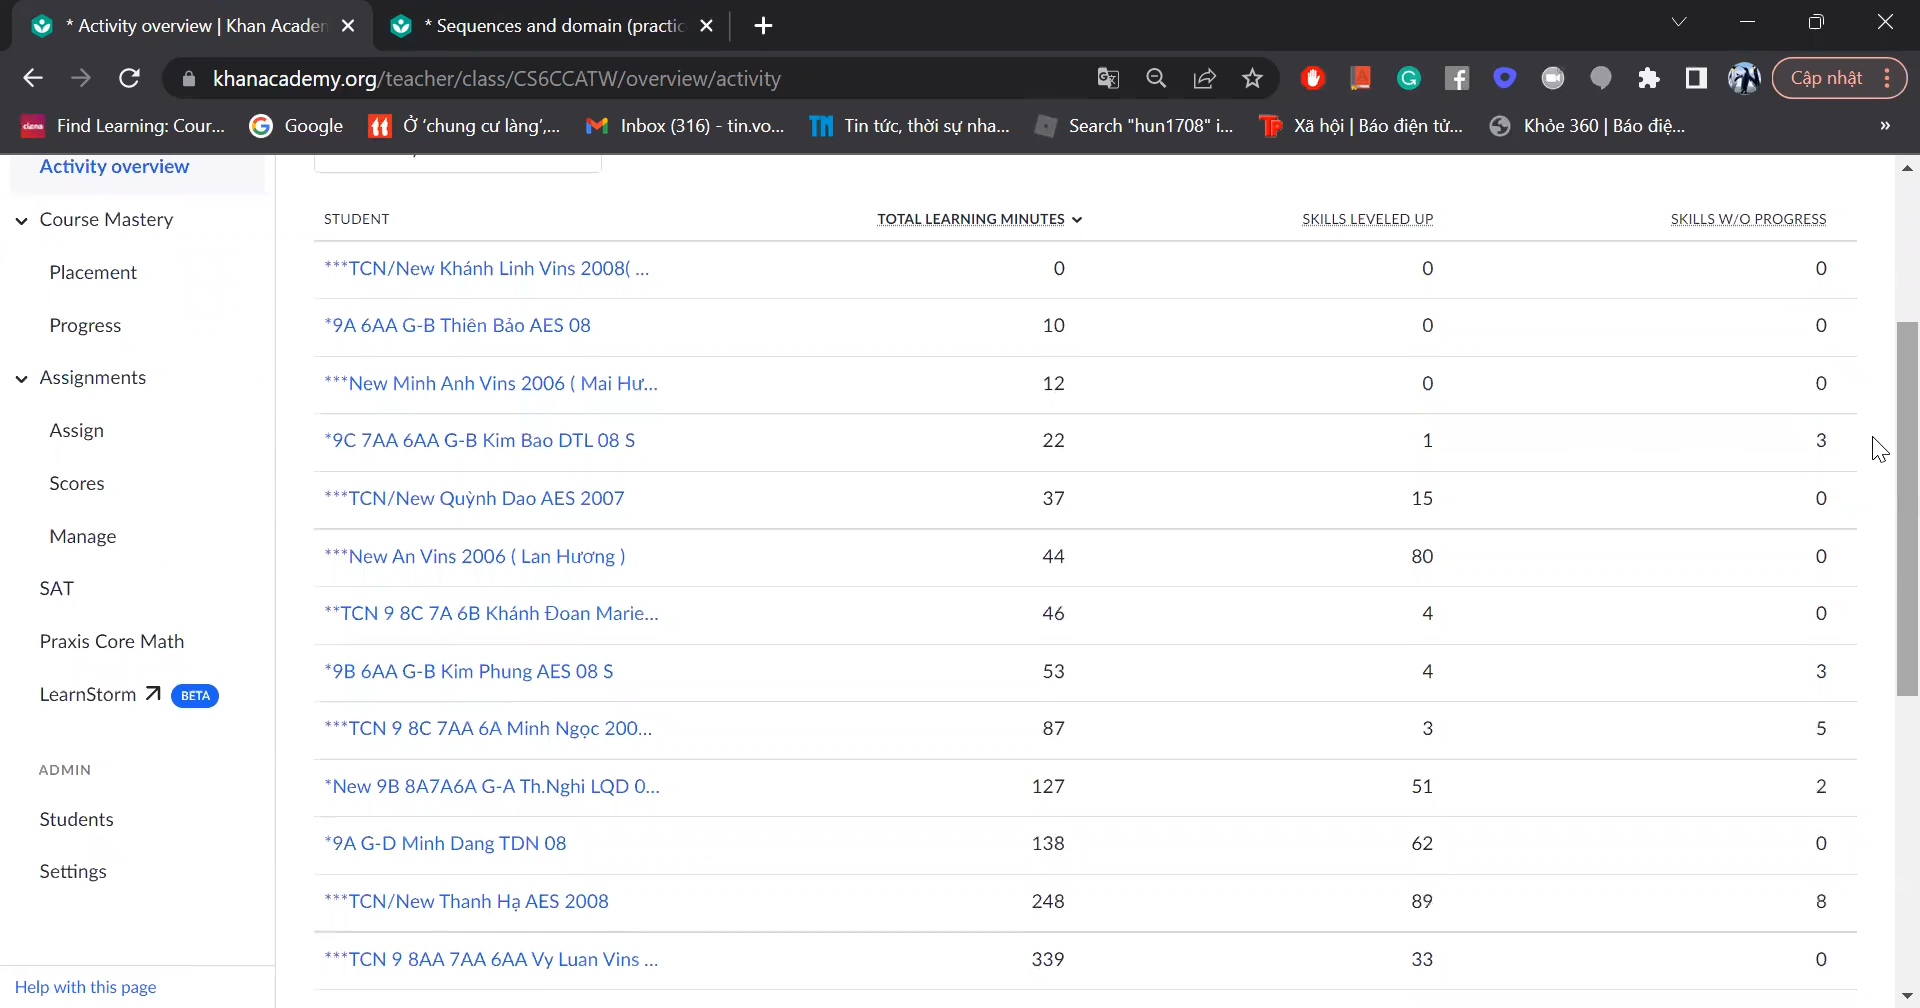 * Activity overview | Khan Acaden
* Sequences and domain (practic
khanacademy.org/teacher/class/CS6CCATW/overview/activity
Cập nhật
Find Learning: Cour...
Google
Ở 'chung cư làng',...
Inbox (316) - tin.vo...
Tin tức, thời sự nha...
Search "hun1708" i...
Xã hội | Báo điện tử...
Khỏe 360 | Báo điệ...
»
Activity overview
Course Mastery
Placement
Progress
Assignments
Assign
Scores
Manage
SAT
Praxis Core Math
LearnStorm BETA
ADMIN
Students
Settings
Help with this page
STUDENT TOTAL LEARNING MINUTES SKILLS LEVELED UP SKILLS W/O PROGRESS
***TCN/New Khánh Linh Vins 2008( ... 0 0 0
*9A 6AA G-B Thiên Bảo AES 08 10 0 0
***New Minh Anh Vins 2006 ( Mai Hư... 12 0 0
*9C 7AA 6AA G-B Kim Bao DTL 08 S 22 1 3
***TCN/New Quỳnh Dao AES 2007 37 15 0
***New An Vins 2006 ( Lan Hương ) 44 80 0
**TCN 9 8C 7A 6B Khánh Đoan Marie... 46 4 0
*9B 6AA G-B Kim Phung AES 08 S 53 4 3
***TCN 9 8C 7AA 6A Minh Ngọc 200... 87 3 5
*New 9B 8A7A6A G-A Th.Nghi LQD 0... 127 51 2
*9A G-D Minh Dang TDN 08 138 62 0
***TCN/New Thanh Hạ AES 2008 248 89 8
***TCN 9 8AA 7AA 6AA Vy Luan Vins ... 339 33 0